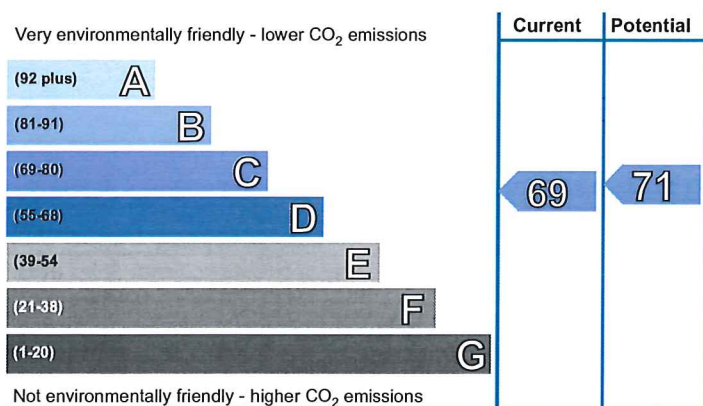 Current Potential
Very environmentally friendly - lower CO2 emissions
(92 plus) A
(81-91) B
(69-80) C
69 71
(55-68) D
(39-54 E
(21-38) F
(1-20) G
Not environmentally friendly - higher CO2 emissions